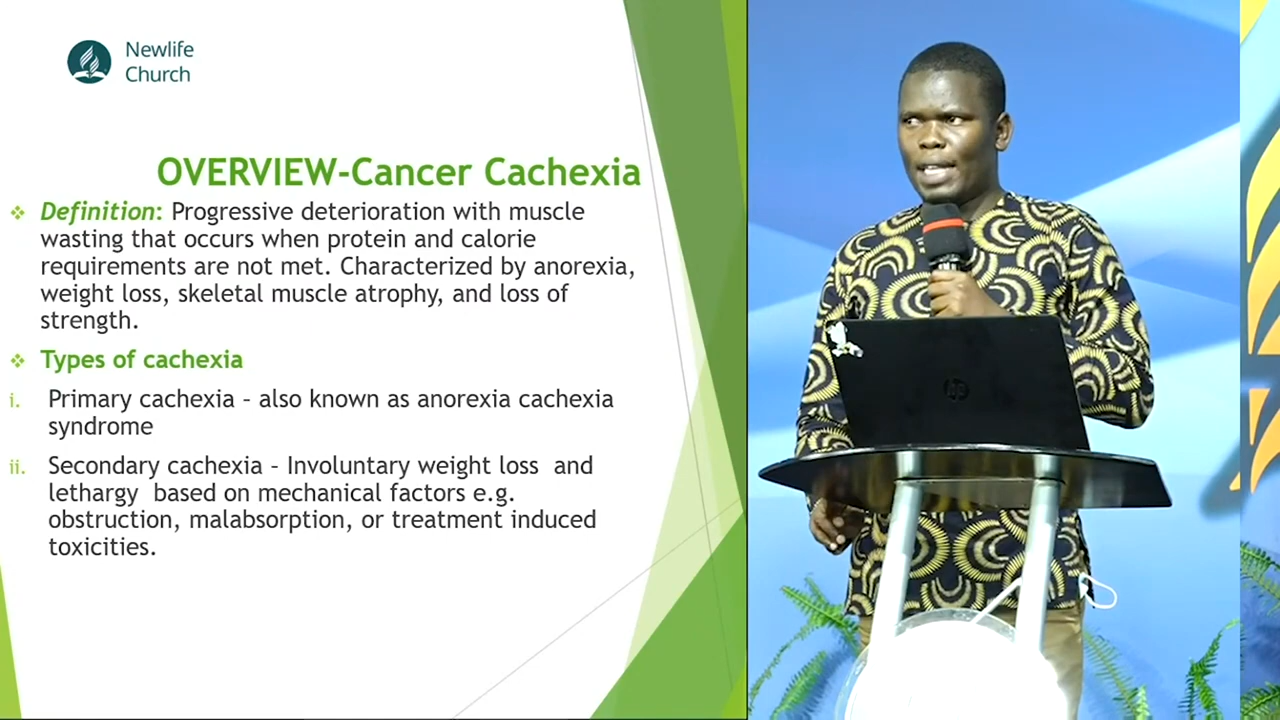 Newlife
Church
OVERVIEW-Cancer Cachexia
❖ Definition: Progressive deterioration with muscle
wasting that occurs when protein and calorie
requirements are not met. Characterized by anorexia,
weight loss, skeletal muscle atrophy, and loss of
strength.
❖ Types of cachexia
i. Primary cachexia – also known as anorexia cachexia
syndrome
ii. Secondary cachexia – Involuntary weight loss  and
lethargy  based on mechanical factors e.g.
obstruction, malabsorption, or treatment induced
toxicities.
hp